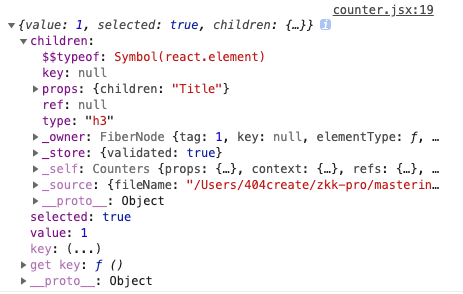 counter.jsx:19
▼{value: 1, selected: true, children: {…}} i
▼children:
$$typeof: Symbol(react.element)
key: null
▶props: {children: "Title"}
ref: null
type: "h3"
▶_owner: FiberNode {tag: 1, key: null, elementType: ƒ, …
▶_store: {validated: true}
▶_self: Counters {props: {…}, context: {…}, refs: {…}, …
▶_source: {fileName: "/Users/404create/zkk-pro/masterin…
▶__proto__: Object
selected: true
value: 1
key: (...)
▶get key: ƒ ()
▶__proto__: Object